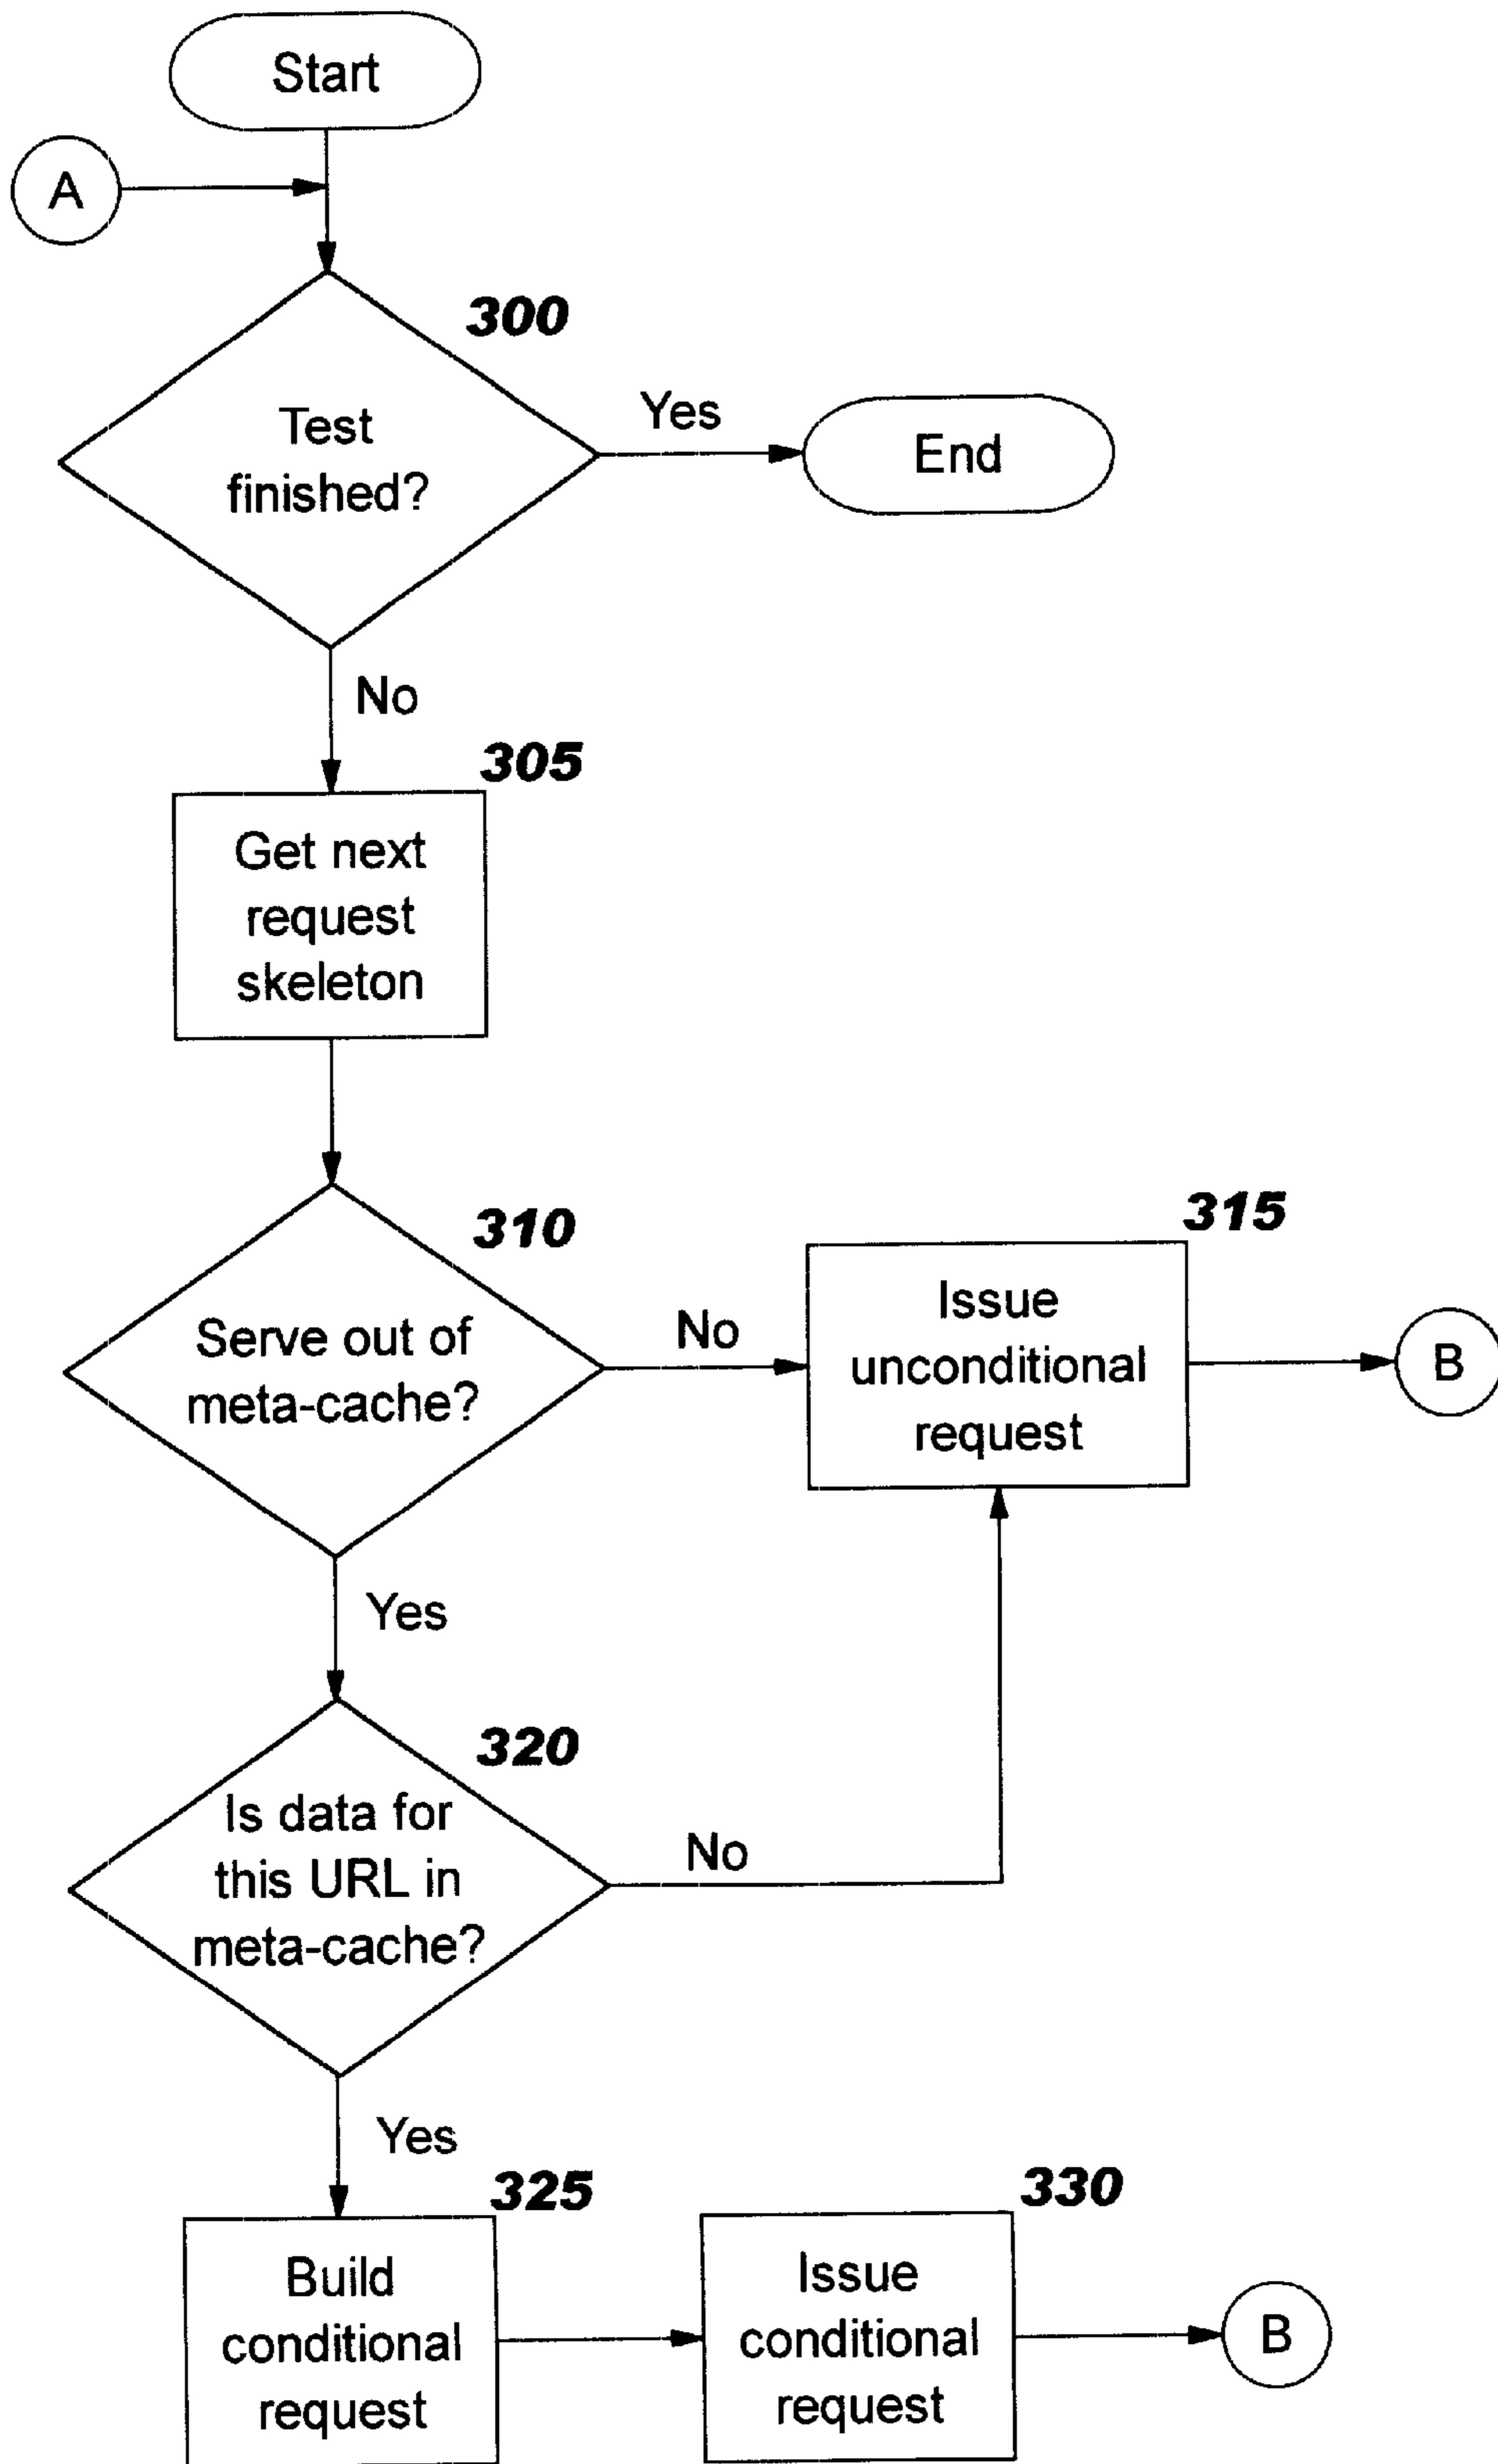 Start
A
300
Test
finished?
Yes
End
No
305
Get next
request
skeleton
310
Serve out of
meta-cache?
No
315
Issue
unconditional
request
B
Yes
320
Is data for
this URL in
meta-cache?
No
Yes
325
Build
conditional
request
330
Issue
conditional
request
B